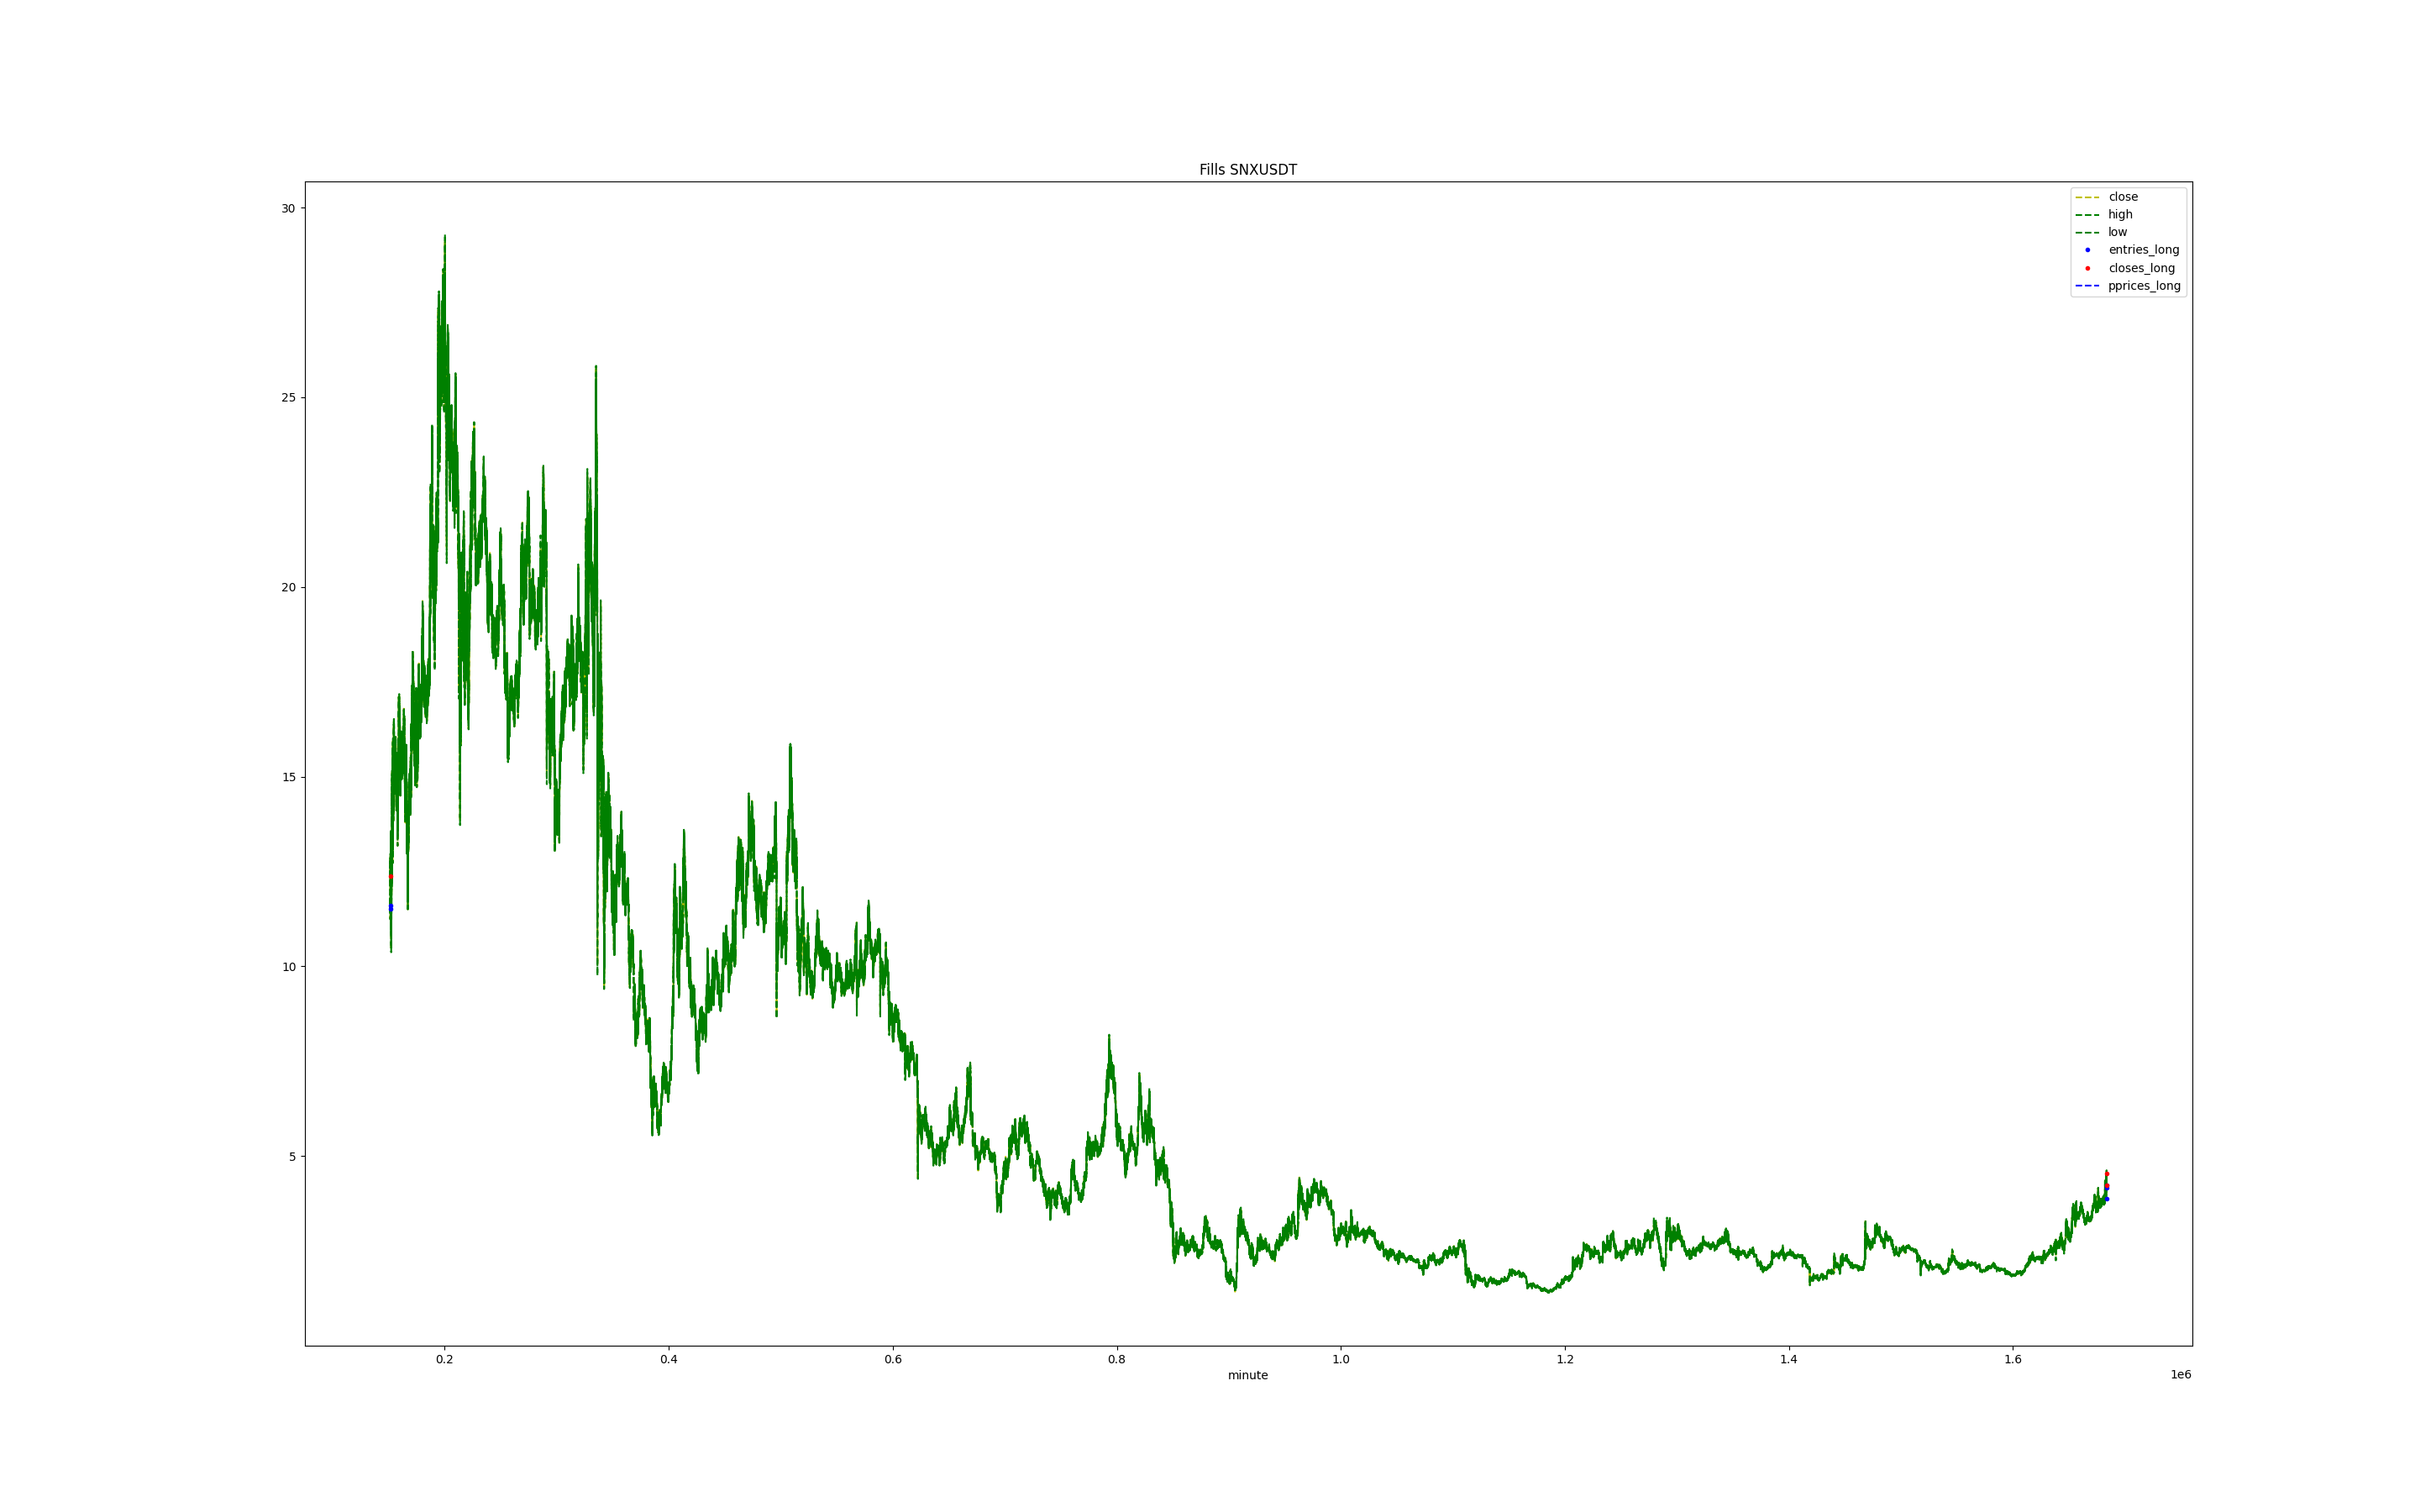 Fills SNXUSDT
close
high
low
entries_long
closes_long
pprices_long
30
25
20
15
10
5
0.2 0.4 0.6 0.8 1.0 1.2 1.4 1.6
minute
1e6